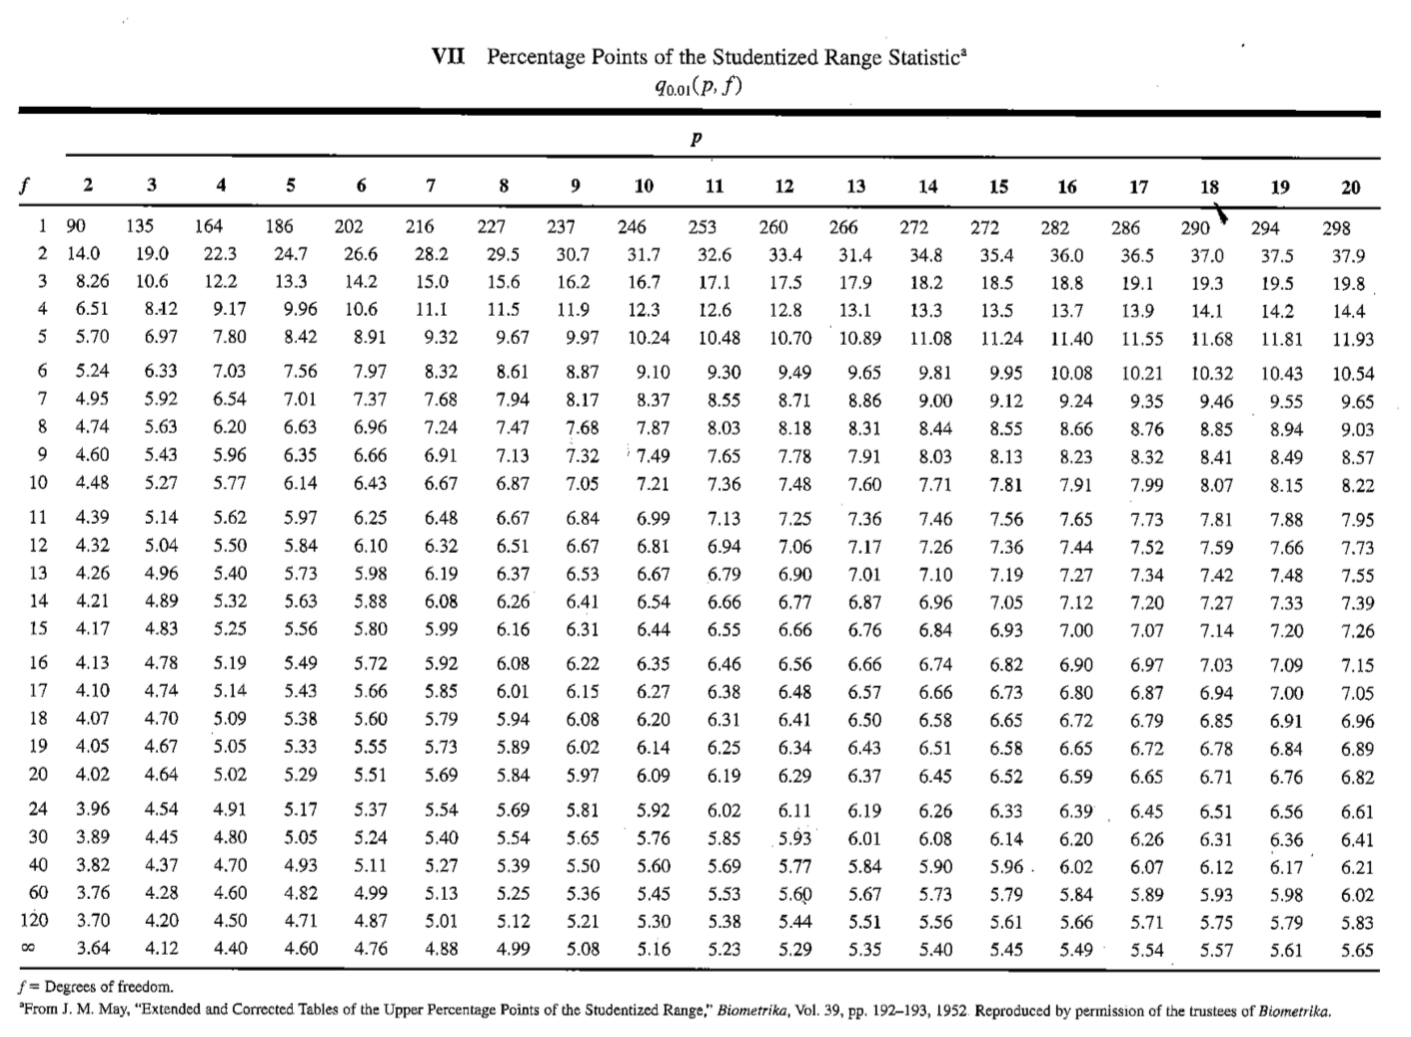 VII Percentage Points of the Studentized Range Statisticᵃ
q0.01(p, f)
p
f 2 3 4 5 6 7 8 9 10 11 12 13 14 15 16 17 18 19 20
1 90 135 164 186 202 216 227 237 246 253 260 266 272 272 282 286 290 294 298
2 14.0 19.0 22.3 24.7 26.6 28.2 29.5 30.7 31.7 32.6 33.4 31.4 34.8 35.4 36.0 36.5 37.0 37.5 37.9
3 8.26 10.6 12.2 13.3 14.2 15.0 15.6 16.2 16.7 17.1 17.5 17.9 18.2 18.5 18.8 19.1 19.3 19.5 19.8
4 6.51 8.12 9.17 9.96 10.6 11.1 11.5 11.9 12.3 12.6 12.8 13.1 13.3 13.5 13.7 13.9 14.1 14.2 14.4
5 5.70 6.97 7.80 8.42 8.91 9.32 9.67 9.97 10.24 10.48 10.70 10.89 11.08 11.24 11.40 11.55 11.68 11.81 11.93
6 5.24 6.33 7.03 7.56 7.97 8.32 8.61 8.87 9.10 9.30 9.49 9.65 9.81 9.95 10.08 10.21 10.32 10.43 10.54
7 4.95 5.92 6.54 7.01 7.37 7.68 7.94 8.17 8.37 8.55 8.71 8.86 9.00 9.12 9.24 9.35 9.46 9.55 9.65
8 4.74 5.63 6.20 6.63 6.96 7.24 7.47 7.68 7.87 8.03 8.18 8.31 8.44 8.55 8.66 8.76 8.85 8.94 9.03
9 4.60 5.43 5.96 6.35 6.66 6.91 7.13 7.32 7.49 7.65 7.78 7.91 8.03 8.13 8.23 8.32 8.41 8.49 8.57
10 4.48 5.27 5.77 6.14 6.43 6.67 6.87 7.05 7.21 7.36 7.48 7.60 7.71 7.81 7.91 7.99 8.07 8.15 8.22
11 4.39 5.14 5.62 5.97 6.25 6.48 6.67 6.84 6.99 7.13 7.25 7.36 7.46 7.56 7.65 7.73 7.81 7.88 7.95
12 4.32 5.04 5.50 5.84 6.10 6.32 6.51 6.67 6.81 6.94 7.06 7.17 7.26 7.36 7.44 7.52 7.59 7.66 7.73
13 4.26 4.96 5.40 5.73 5.98 6.19 6.37 6.53 6.67 6.79 6.90 7.01 7.10 7.19 7.27 7.34 7.42 7.48 7.55
14 4.21 4.89 5.32 5.63 5.88 6.08 6.26 6.41 6.54 6.66 6.77 6.87 6.96 7.05 7.12 7.20 7.27 7.33 7.39
15 4.17 4.83 5.25 5.56 5.80 5.99 6.16 6.31 6.44 6.55 6.66 6.76 6.84 6.93 7.00 7.07 7.14 7.20 7.26
16 4.13 4.78 5.19 5.49 5.72 5.92 6.08 6.22 6.35 6.46 6.56 6.66 6.74 6.82 6.90 6.97 7.03 7.09 7.15
17 4.10 4.74 5.14 5.43 5.66 5.85 6.01 6.15 6.27 6.38 6.48 6.57 6.66 6.73 6.80 6.87 6.94 7.00 7.05
18 4.07 4.70 5.09 5.38 5.60 5.79 5.94 6.08 6.20 6.31 6.41 6.50 6.58 6.65 6.72 6.79 6.85 6.91 6.96
19 4.05 4.67 5.05 5.33 5.55 5.73 5.89 6.02 6.14 6.25 6.34 6.43 6.51 6.58 6.65 6.72 6.78 6.84 6.89
20 4.02 4.64 5.02 5.29 5.51 5.69 5.84 5.97 6.09 6.19 6.29 6.37 6.45 6.52 6.59 6.65 6.71 6.76 6.82
24 3.96 4.54 4.91 5.17 5.37 5.54 5.69 5.81 5.92 6.02 6.11 6.19 6.26 6.33 6.39 6.45 6.51 6.56 6.61
30 3.89 4.45 4.80 5.05 5.24 5.40 5.54 5.65 5.76 5.85 5.93 6.01 6.08 6.14 6.20 6.26 6.31 6.36 6.41
40 3.82 4.37 4.70 4.93 5.11 5.27 5.39 5.50 5.60 5.69 5.77 5.84 5.90 5.96 6.02 6.07 6.12 6.17 6.21
60 3.76 4.28 4.60 4.82 4.99 5.13 5.25 5.36 5.45 5.53 5.60 5.67 5.73 5.79 5.84 5.89 5.93 5.98 6.02
120 3.70 4.20 4.50 4.71 4.87 5.01 5.12 5.21 5.30 5.38 5.44 5.51 5.56 5.61 5.66 5.71 5.75 5.79 5.83
∞ 3.64 4.12 4.40 4.60 4.76 4.88 4.99 5.08 5.16 5.23 5.29 5.35 5.40 5.45 5.49 5.54 5.57 5.61 5.65
f = Degrees of freedom.
ᵃFrom J. M. May, "Extended and Corrected Tables of the Upper Percentage Points of the Studentized Range," Biometrika, Vol. 39, pp. 192–193, 1952. Reproduced by permission of the trustees of Biometrika.